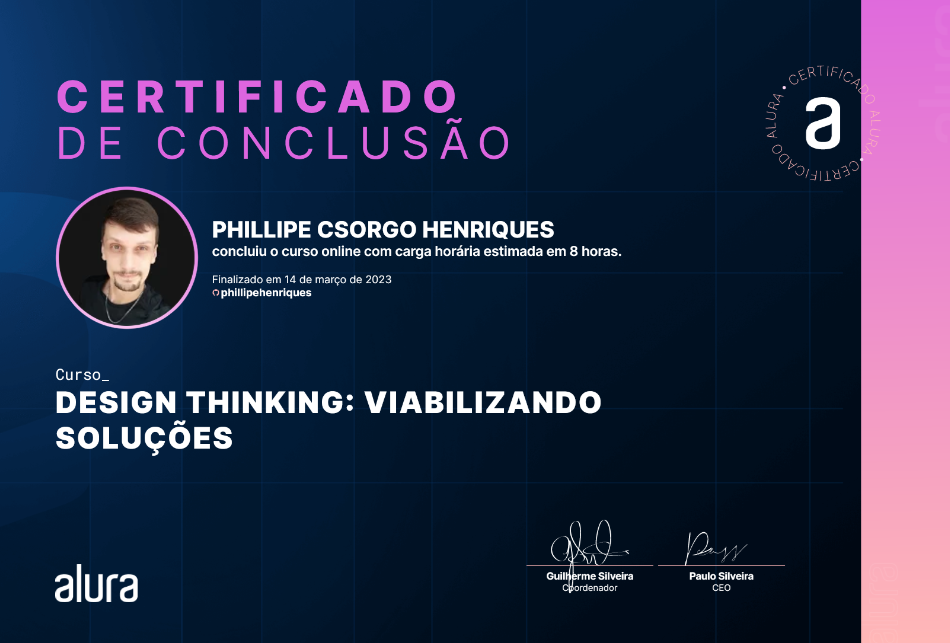 CERTIFICADO
DE CONCLUSÃO
CERTIFICADO ALURA • CERTIFICADO ALURA •
a
PHILLIPE CSORGO HENRIQUES
concluiu o curso online com carga horária estimada em 8 horas.
Finalizado em 14 de março de 2023
phillipehenriques
Curso_
DESIGN THINKING: VIABILIZANDO
SOLUÇÕES
Guilherme Silveira
Coordenador
Paulo Silveira
CEO
alura